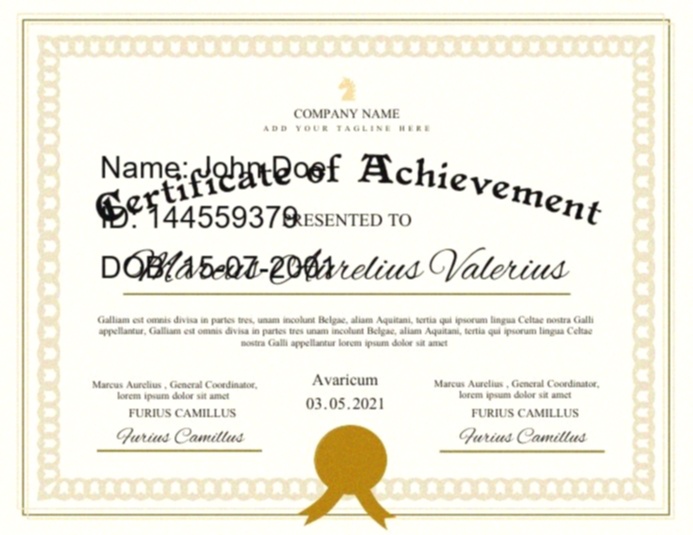 COMPANY NAME
ADD YOUR TAGLINE HERE
Name: John Doe
Certificate of Achievement
ID: 144559379
PRESENTED TO
DOB: 15-07-2001
Marcus Aurelius Valerius
Galliam est omnis divisa in partes tres, unam incolunt Belgae, aliam Aquitani, tertia qui ipsorum lingua Celtae nostra Galli
appellantur, Galliam est omnis divisa in partes tres unam incolunt Belgae, aliam Aquitani, tertia qui ipsorum lingua Celtae
nostra Galli appellantur lorem ipsum dolor sit amet
Marcus Aurelius , General Coordinator,
lorem ipsum dolor sit amet
FURIUS CAMILLUS
Furius Camillus
Avaricum
03.05.2021
Marcus Aurelius , General Coordinator,
lorem ipsum dolor sit amet
FURIUS CAMILLUS
Furius Camillus